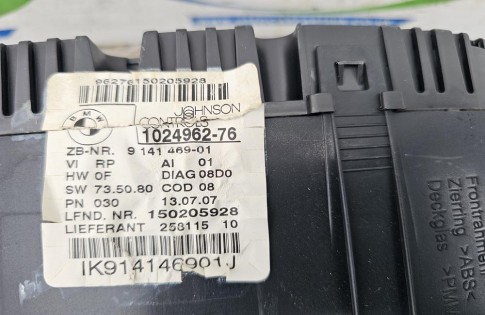 96276150205928
BMW
JOHNSON
CONTROLS
1024962-76
ZB-NR. 9 141 469-01
VI RP AI 01
HW 0F DIAG 08D0
SW 73.50.80 COD 08
PN 030 13.07.07
LFND. NR. 150205928
LIEFERANT 258115 10
IK914146901J
Frontrahmen
Zierring >ABS<
Deckglas